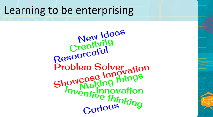 Learning to be enterprising
New Ideas
Creativity
Resourceful
Problem Solver
Showcase Innovation
Making things
Innovation
Inventive thinking
Curious